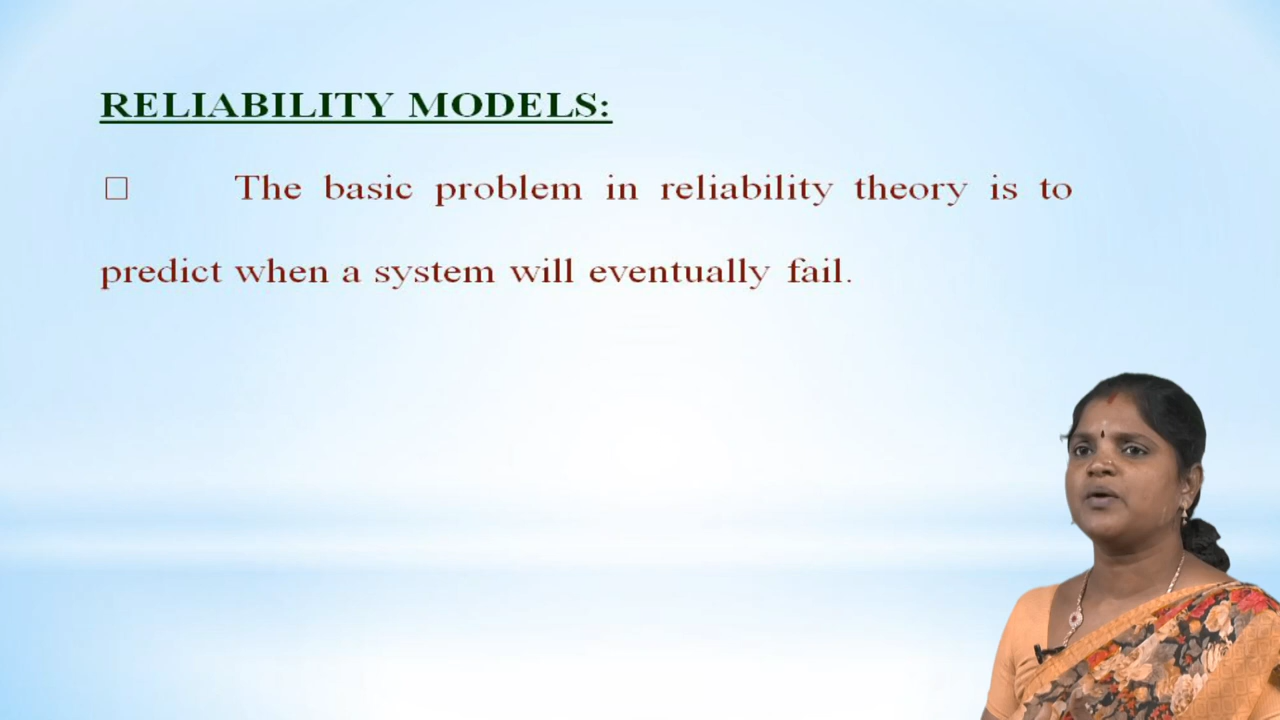 RELIABILITY MODELS:
□ The basic problem in reliability theory is to
predict when a system will eventually fail.